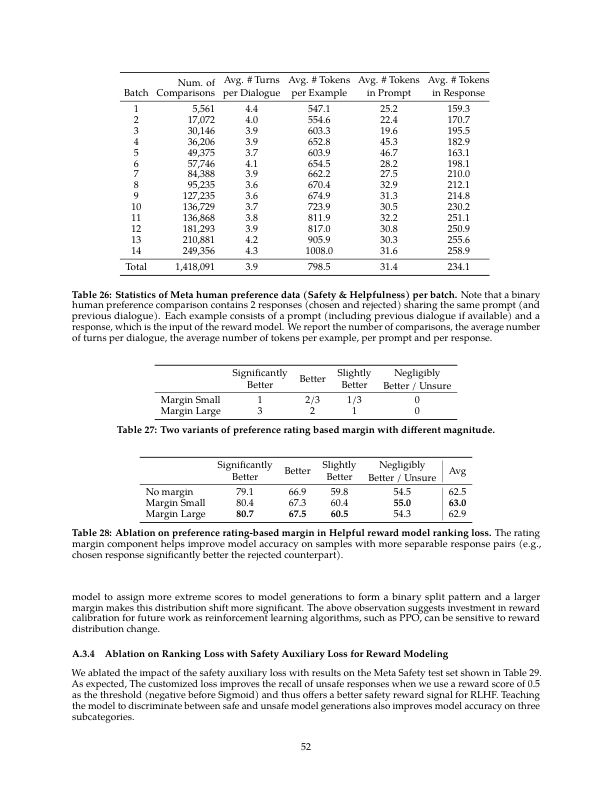 Num. of Avg. # Turns Avg. # Tokens Avg. # Tokens Avg. # Tokens
Batch Comparisons per Dialogue per Example in Prompt in Response
1 5,561 4.4 547.1 25.2 159.3
2 17,072 4.0 554.6 22.4 170.7
3 30,146 3.9 603.3 19.6 195.5
4 36,206 3.9 652.8 45.3 182.9
5 49,375 3.7 603.9 46.7 163.1
6 57,746 4.1 654.5 28.2 198.1
7 84,388 3.9 662.2 27.5 210.0
8 95,235 3.6 670.4 32.9 212.1
9 127,235 3.6 674.9 31.3 214.8
10 136,729 3.7 723.9 30.5 230.2
11 136,868 3.8 811.9 32.2 251.1
12 181,293 3.9 817.0 30.8 250.9
13 210,881 4.2 905.9 30.3 255.6
14 249,356 4.3 1008.0 31.6 258.9
Total 1,418,091 3.9 798.5 31.4 234.1
Table 26: Statistics of Meta human preference data (Safety & Helpfulness) per batch. Note that a binary
human preference comparison contains 2 responses (chosen and rejected) sharing the same prompt (and
previous dialogue). Each example consists of a prompt (including previous dialogue if available) and a
response, which is the input of the reward model. We report the number of comparisons, the average number
of turns per dialogue, the average number of tokens per example, per prompt and per response.
Significantly Better Slightly Negligibly
Better Better Better / Unsure
Margin Small 1 2/3 1/3 0
Margin Large 3 2 1 0
Table 27: Two variants of preference rating based margin with different magnitude.
Significantly Better Slightly Negligibly Avg
Better Better Better / Unsure
No margin 79.1 66.9 59.8 54.5 62.5
Margin Small 80.4 67.3 60.4 55.0 63.0
Margin Large 80.7 67.5 60.5 54.3 62.9
Table 28: Ablation on preference rating-based margin in Helpful reward model ranking loss. The rating
margin component helps improve model accuracy on samples with more separable response pairs (e.g.,
chosen response significantly better the rejected counterpart).
model to assign more extreme scores to model generations to form a binary split pattern and a larger
margin makes this distribution shift more significant. The above observation suggests investment in reward
calibration for future work as reinforcement learning algorithms, such as PPO, can be sensitive to reward
distribution change.
A.3.4 Ablation on Ranking Loss with Safety Auxiliary Loss for Reward Modeling
We ablated the impact of the safety auxiliary loss with results on the Meta Safety test set shown in Table 29.
As expected, The customized loss improves the recall of unsafe responses when we use a reward score of 0.5
as the threshold (negative before Sigmoid) and thus offers a better safety reward signal for RLHF. Teaching
the model to discriminate between safe and unsafe model generations also improves model accuracy on three
subcategories.
52